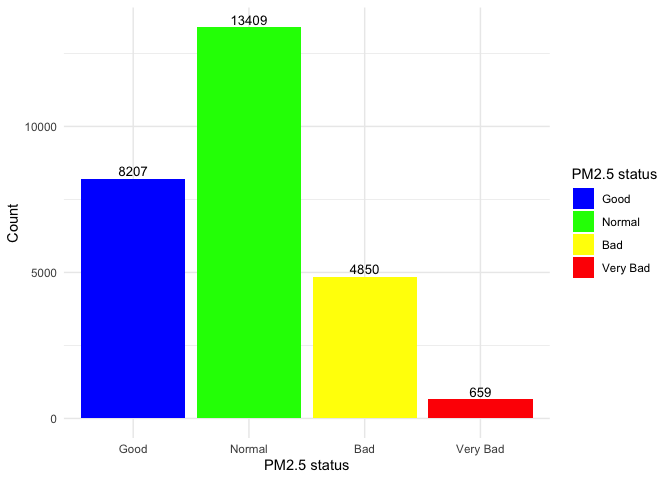 13409
10000
8207
5000
4850
659
0
Count
Good
Normal
Bad
Very Bad
PM2.5 status
PM2.5 status
Good
Normal
Bad
Very Bad